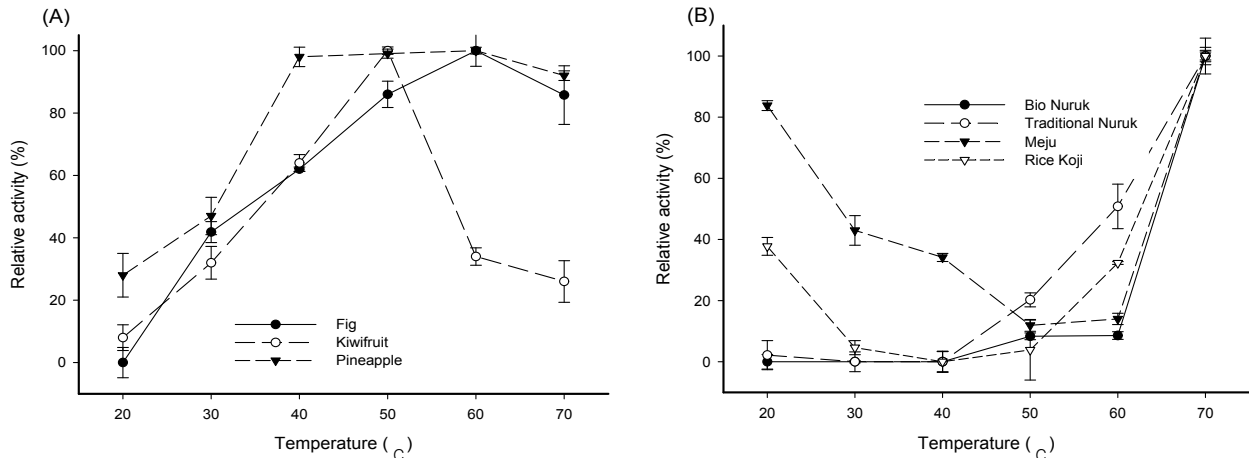 (A)
Relative activity (%)
100
80
60
40
20
0
Fig
Kiwifruit
Pineapple
20 30 40 50 60 70
Temperature ( C)
(B)
Relative activity (%)
100
80
60
40
20
0
Bio Nuruk
Traditional Nuruk
Meju
Rice Koji
20 30 40 50 60 70
Temperature ( C)